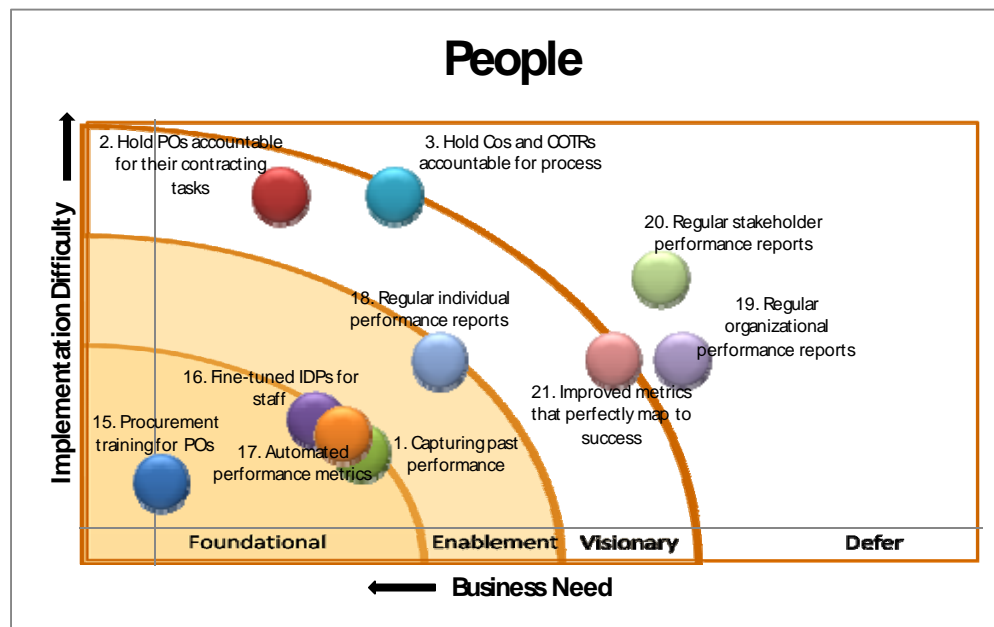 People
2. Hold POs accountable
for their contracting
tasks
3. Hold Cos and COTRs
accountable for process
20. Regular stakeholder
performance reports
18. Regular individual
performance reports
19. Regular
organizational
performance reports
16. Fine-tuned IDPs for
staff
21. Improved metrics
that perfectly map to
success
15. Procurement
training for POs
17. Automated
performance metrics
1. Capturing past
performance
Implementation Difficulty
Foundational
Enablement
Visionary
Defer
Business Need